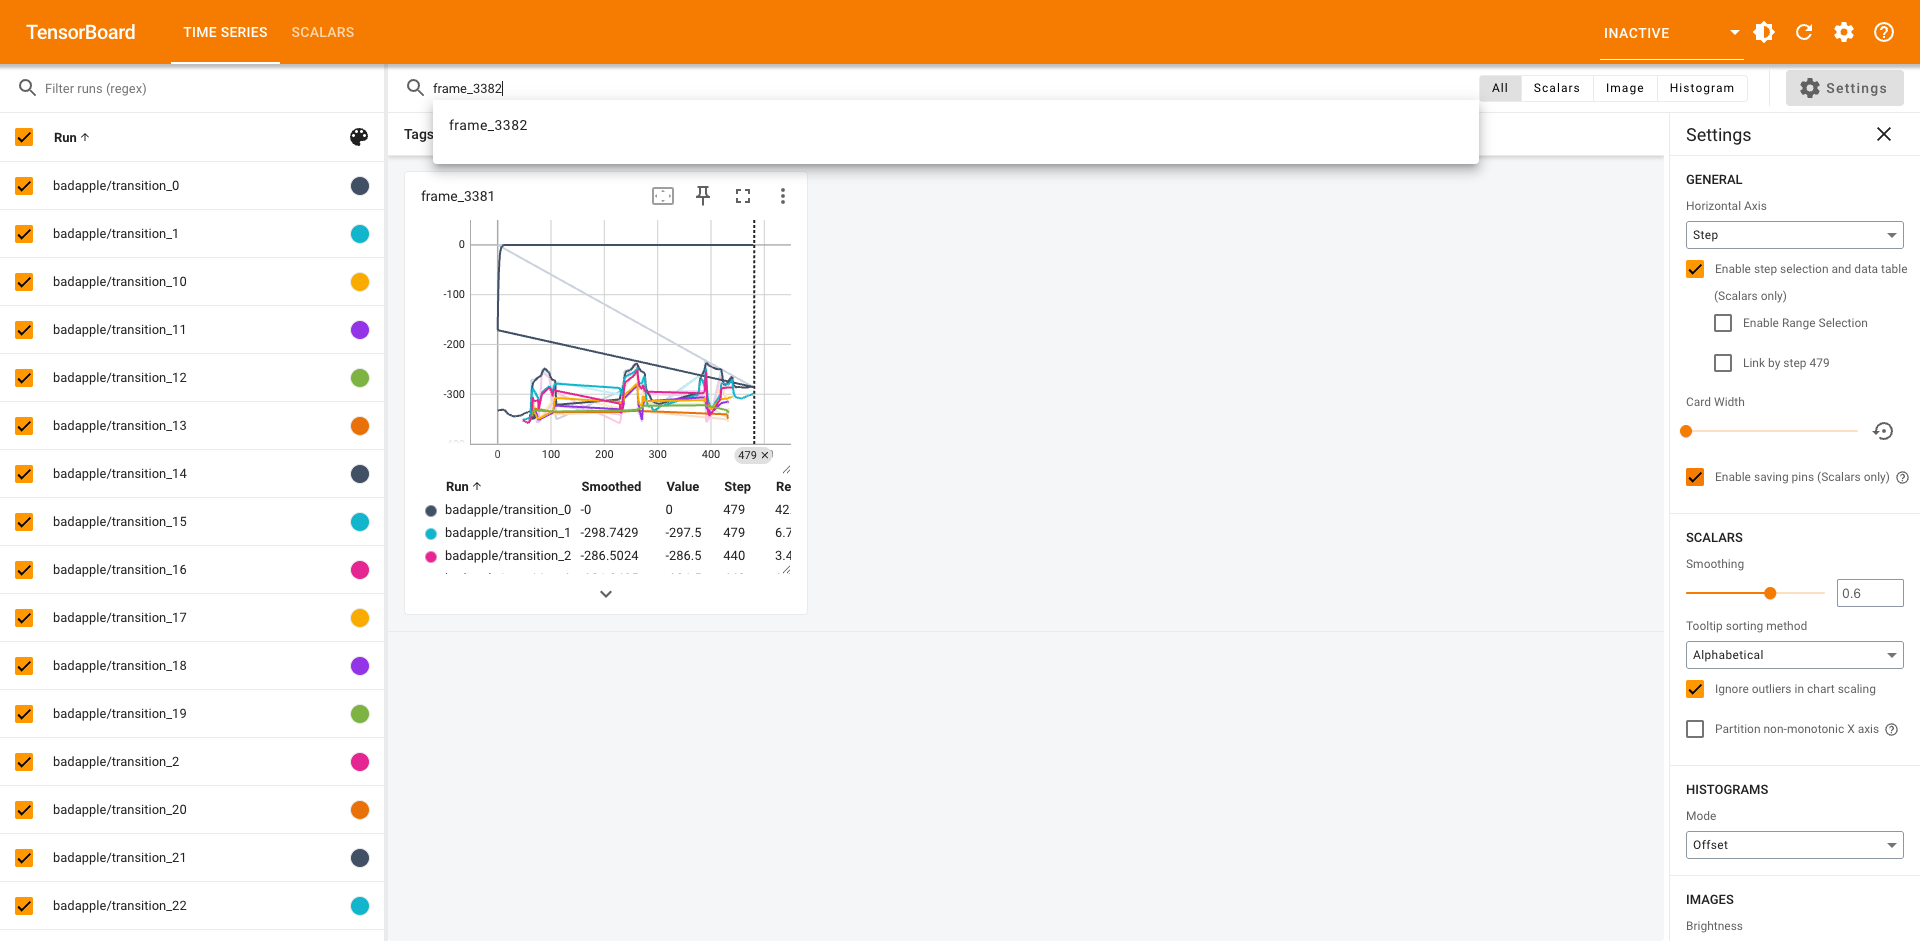 TensorBoard
TIME SERIES
SCALARS
INACTIVE
Filter runs (regex)
Run
badapple/transition_0
badapple/transition_1
badapple/transition_10
badapple/transition_11
badapple/transition_12
badapple/transition_13
badapple/transition_14
badapple/transition_15
badapple/transition_16
badapple/transition_17
badapple/transition_18
badapple/transition_19
badapple/transition_2
badapple/transition_20
badapple/transition_21
badapple/transition_22
frame_3382
All
Scalars
Image
Histogram
Settings
frame_3382
Tags
frame_3381
0
-100
-200
-300
0 100 200 300 400
479
Run Smoothed Value Step Re
badapple/transition_0 -0 0 479 42.
badapple/transition_1 -298.7429 -297.5 479 6.7
badapple/transition_2 -286.5024 -286.5 440 3.4
Settings
GENERAL
Horizontal Axis
Step
Enable step selection and data table
(Scalars only)
Enable Range Selection
Link by step 479
Card Width
Enable saving pins (Scalars only)
SCALARS
Smoothing
0.6
Tooltip sorting method
Alphabetical
Ignore outliers in chart scaling
Partition non-monotonic X axis
HISTOGRAMS
Mode
Offset
IMAGES
Brightness